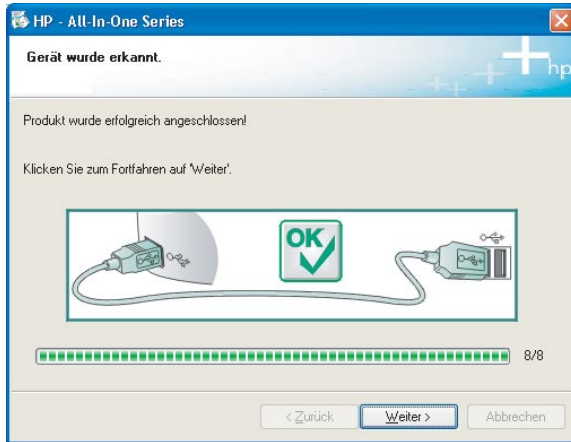 HP - All-In-One Series
Gerät wurde erkannt.
hp
Produkt wurde erfolgreich angeschlossen!
Klicken Sie zum Fortfahren auf 'Weiter'.
OK
8/8
< Zurück
Weiter >
Abbrechen